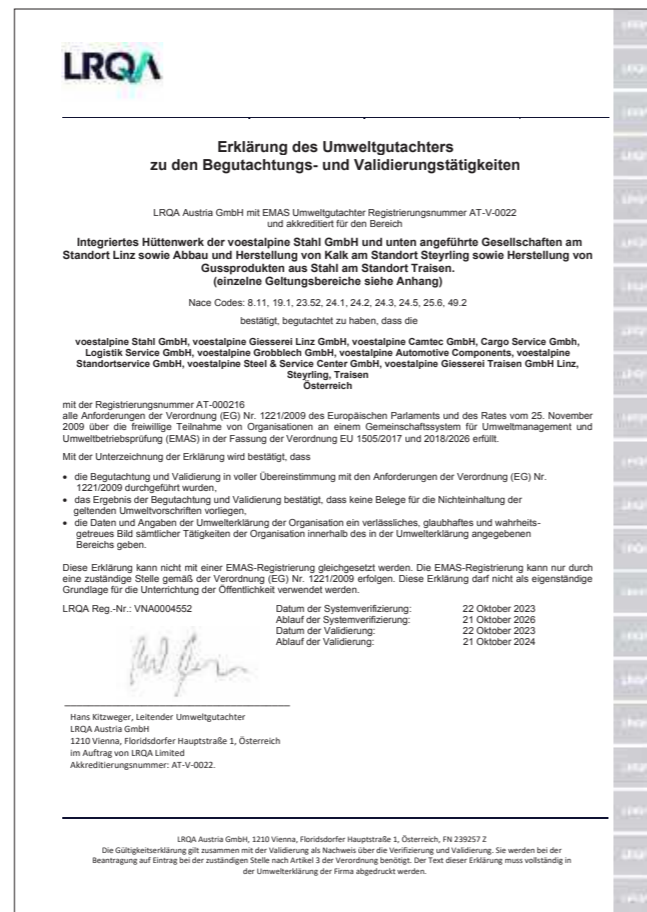 LRQA
Erklärung des Umweltgutachters
zu den Begutachtungs- und Validierungstätigkeiten
LRQA Austria GmbH mit EMAS Umweltgutachter Registrierungsnummer AT-V-0022
und akkreditiert für den Bereich
Integriertes Hüttenwerk der voestalpine Stahl GmbH und unten angeführte Gesellschaften am
Standort Linz sowie Abbau und Herstellung von Kalk am Standort Steyrling sowie Herstellung von
Gussprodukten aus Stahl am Standort Traisen.
(einzelne Geltungsbereiche siehe Anhang)
Nace Codes: 8.11, 19.1, 23.52, 24.1, 24.2, 24.3, 24.5, 25.6, 49.2
bestätigt, begutachtet zu haben, dass die
voestalpine Stahl GmbH, voestalpine Giesserei Linz GmbH, voestalpine Camtec GmbH, Cargo Service Gmbh,
Logistik Service GmbH, voestalpine Grobblech GmbH, voestalpine Automotive Components, voestalpine
Standortservice GmbH, voestalpine Steel & Service Center GmbH, voestalpine Giesserei Traisen GmbH Linz,
Steyrling, Traisen
Österreich
mit der Registrierungsnummer AT-000216
alle Anforderungen der Verordnung (EG) Nr. 1221/2009 des Europäischen Parlaments und des Rates vom 25. November
2009 über die freiwillige Teilnahme von Organisationen an einem Gemeinschaftssystem für Umweltmanagement und
Umweltbetriebsprüfung (EMAS) in der Fassung der Verordnung EU 1505/2017 und 2018/2026 erfüllt.
Mit der Unterzeichnung der Erklärung wird bestätigt, dass
• die Begutachtung und Validierung in voller Übereinstimmung mit den Anforderungen der Verordnung (EG) Nr.
1221/2009 durchgeführt wurden,
• das Ergebnis der Begutachtung und Validierung bestätigt, dass keine Belege für die Nichteinhaltung der
geltenden Umweltvorschriften vorliegen,
• die Daten und Angaben der Umwelterklärung der Organisation ein verlässliches, glaubhaftes und wahrheits-
getreues Bild sämtlicher Tätigkeiten der Organisation innerhalb des in der Umwelterklärung angegebenen
Bereichs geben.
Diese Erklärung kann nicht mit einer EMAS-Registrierung gleichgesetzt werden. Die EMAS-Registrierung kann nur durch
eine zuständige Stelle gemäß der Verordnung (EG) Nr. 1221/2009 erfolgen. Diese Erklärung darf nicht als eigenständige
Grundlage für die Unterrichtung der Öffentlichkeit verwendet werden.
LRQA Reg.-Nr.: VNA0004552 Datum der Systemverifizierung: 22 Oktober 2023
Ablauf der Systemverifizierung: 21 Oktober 2026
Datum der Validierung: 22 Oktober 2023
Ablauf der Validierung: 21 Oktober 2024
Hans Kitzweger, Leitender Umweltgutachter
LRQA Austria GmbH
1210 Vienna, Floridsdorfer Hauptstraße 1, Österreich
im Auftrag von LRQA Limited
Akkreditierungsnummer: AT-V-0022.
LRQA Austria GmbH, 1210 Vienna, Floridsdorfer Hauptstraße 1, Österreich, FN 239257 Z
Die Gültigkeitserklärung gilt zusammen mit der Validierung als Nachweis über die Verifizierung und Validierung. Sie werden bei der
Beantragung auf Eintrag bei der zuständigen Stelle nach Artikel 3 der Verordnung benötigt. Der Text dieser Erklärung muss vollständig in
der Umwelterklärung der Firma abgedruckt werden.